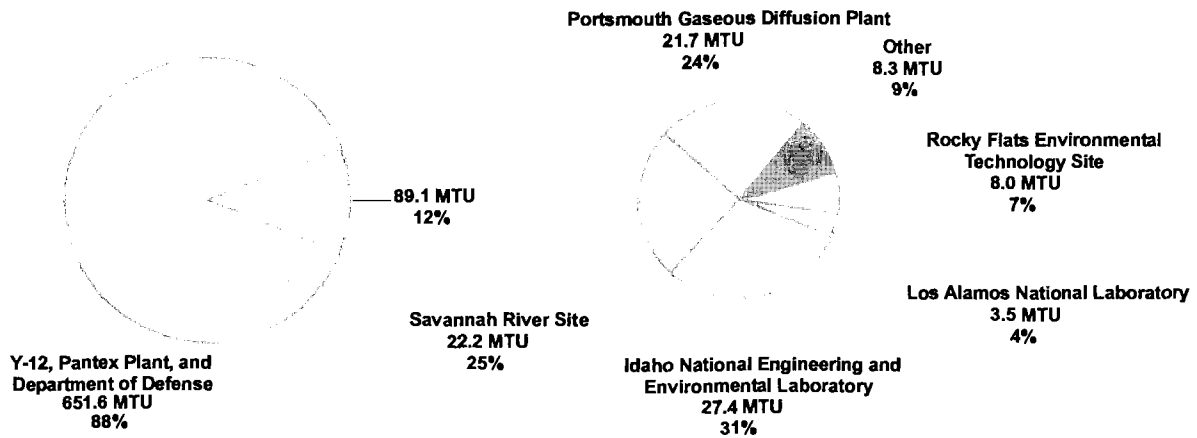 Portsmouth Gaseous Diffusion Plant
21.7 MTU
24%
Other
8.3 MTU
9%
Rocky Flats Environmental
Technology Site
8.0 MTU
7%
89.1 MTU
12%
Los Alamos National Laboratory
3.5 MTU
4%
Savannah River Site
22.2 MTU
25%
Y-12, Pantex Plant, and
Department of Defense
651.6 MTU
88%
Idaho National Engineering and
Environmental Laboratory
27.4 MTU
31%